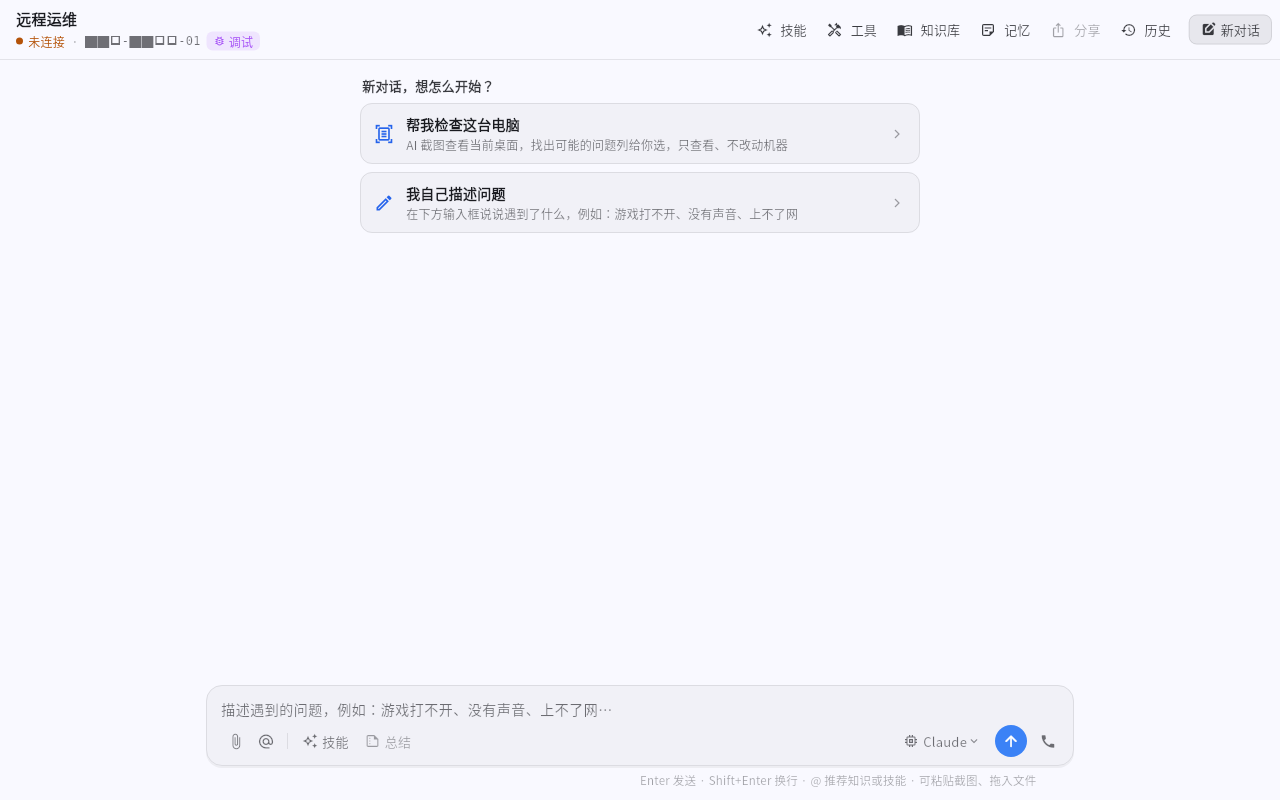 远程运维
未连接 · -01 调试
技能 工具 知识库 记忆 分享 历史 新对话
新对话，想怎么开始？
帮我检查这台电脑
AI 截图查看当前桌面，找出可能的问题列给你选，只查看、不改动机器
我自己描述问题
在下方输入框说说遇到了什么，例如：游戏打不开、没有声音、上不了网
描述遇到的问题，例如：游戏打不开、没有声音、上不了网…
技能 总结 Claude
Enter 发送 · Shift+Enter 换行 · @ 推荐知识或技能 · 可粘贴截图、拖入文件